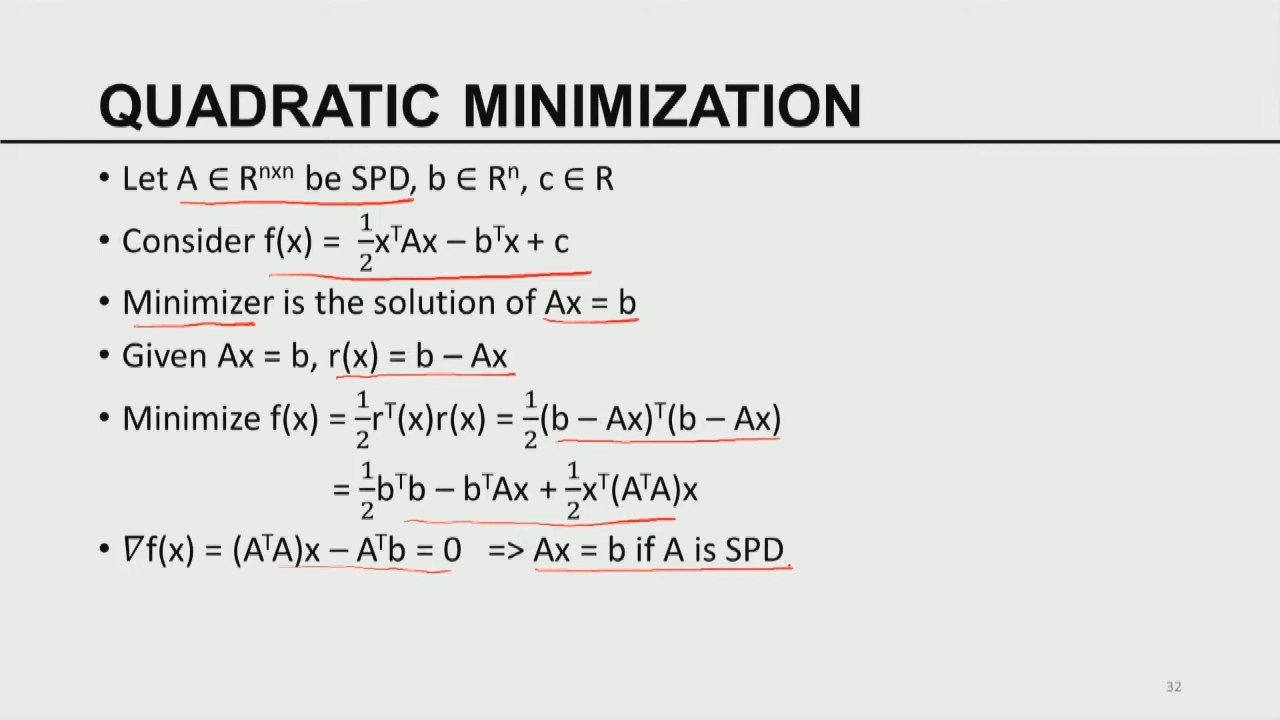 QUADRATIC MINIMIZATION
• Let A ∈ Rⁿˣⁿ be SPD, b ∈ Rⁿ, c ∈ R
• Consider f(x) = ½xᵀAx – bᵀx + c
• Minimizer is the solution of Ax = b
• Given Ax = b, r(x) = b – Ax
• Minimize f(x) = ½rᵀ(x)r(x) = ½(b – Ax)ᵀ(b – Ax)
= ½bᵀb – bᵀAx + ½xᵀ(AᵀA)x
• ∇f(x) = (AᵀA)x – Aᵀb = 0 => Ax = b if A is SPD
32